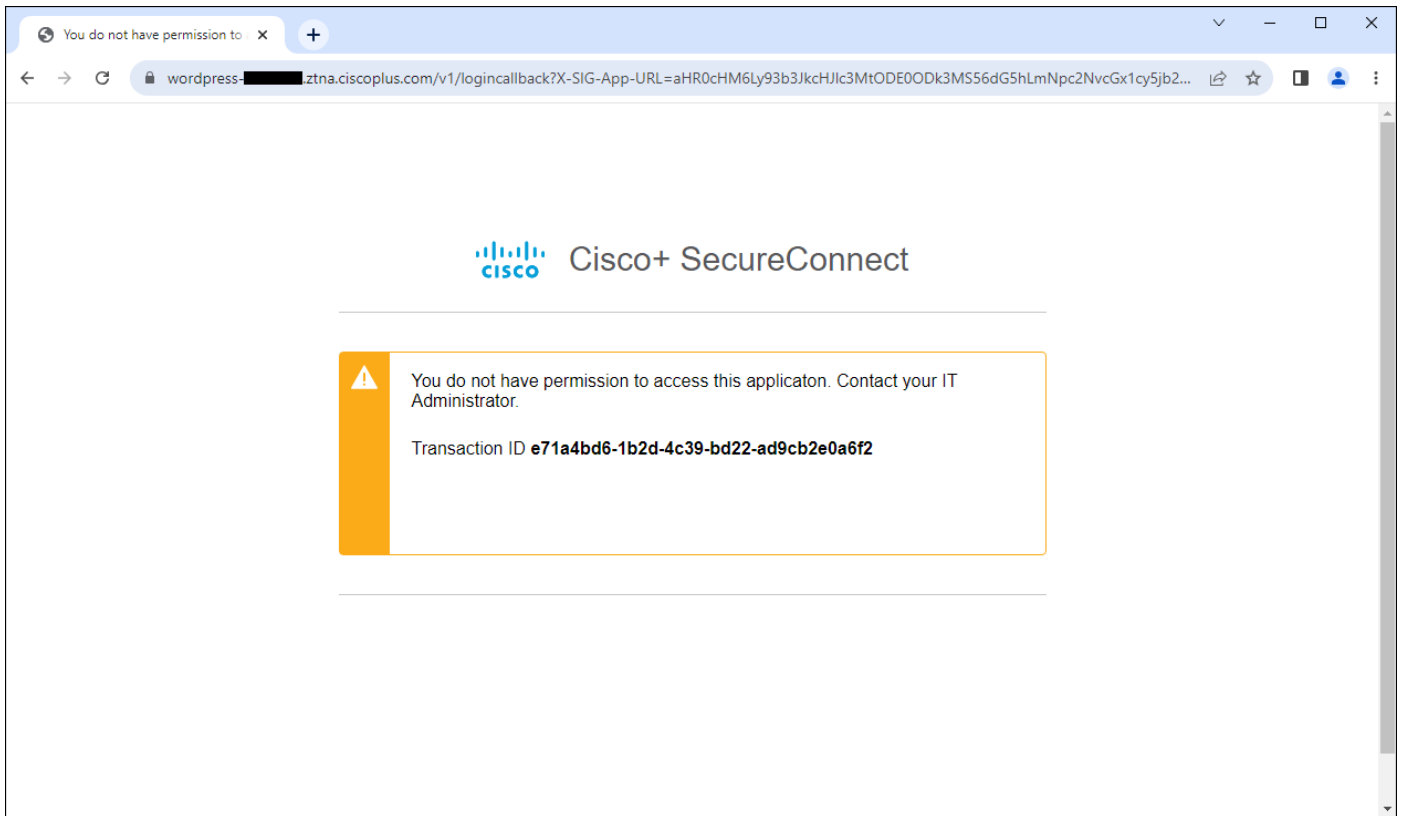 You do not have permission to
wordpress- .ztna.ciscoplus.com/v1/logincallback?X-SIG-App-URL=aHR0cHM6Ly93b3JkcHJlc3MtODE0ODk3MS56dG5hLmNpc2NvcGx1cy5jb2...
CISCO Cisco+ SecureConnect
You do not have permission to access this applicaton. Contact your IT
Administrator.
Transaction ID e71a4bd6-1b2d-4c39-bd22-ad9cb2e0a6f2